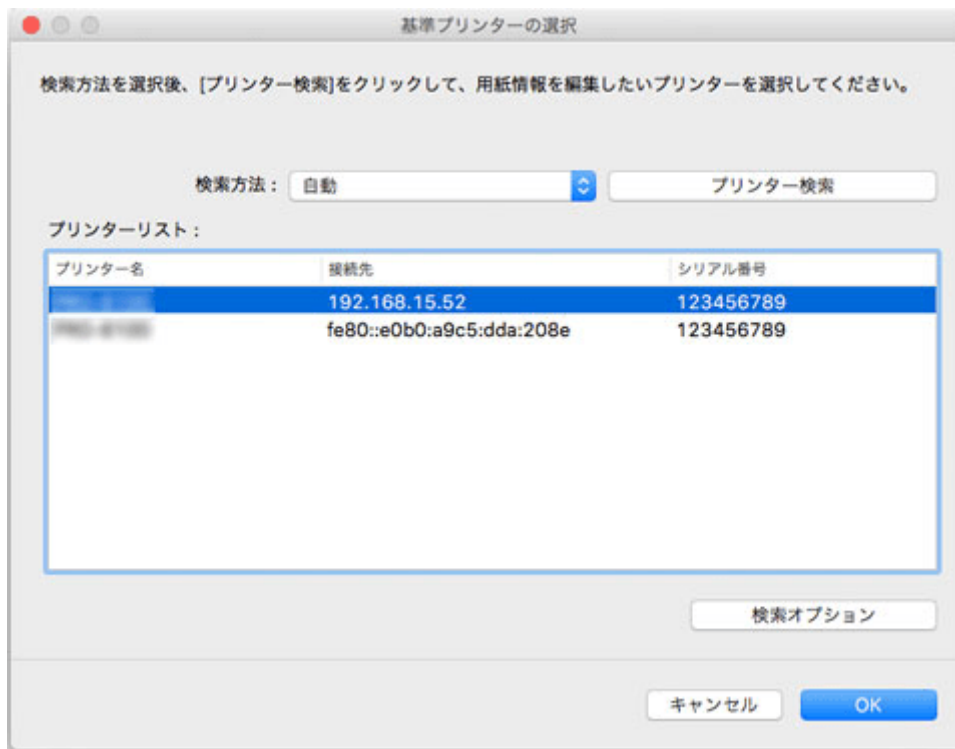 基準プリンターの選択
検索方法を選択後、[プリンター検索]をクリックして、用紙情報を編集したいプリンターを選択してください。
検索方法： 自動 プリンター検索
プリンターリスト：
プリンター名 接続先 シリアル番号
192.168.15.52 123456789
fe80::e0b0:a9c5:dda:208e 123456789
検索オプション
キャンセル OK